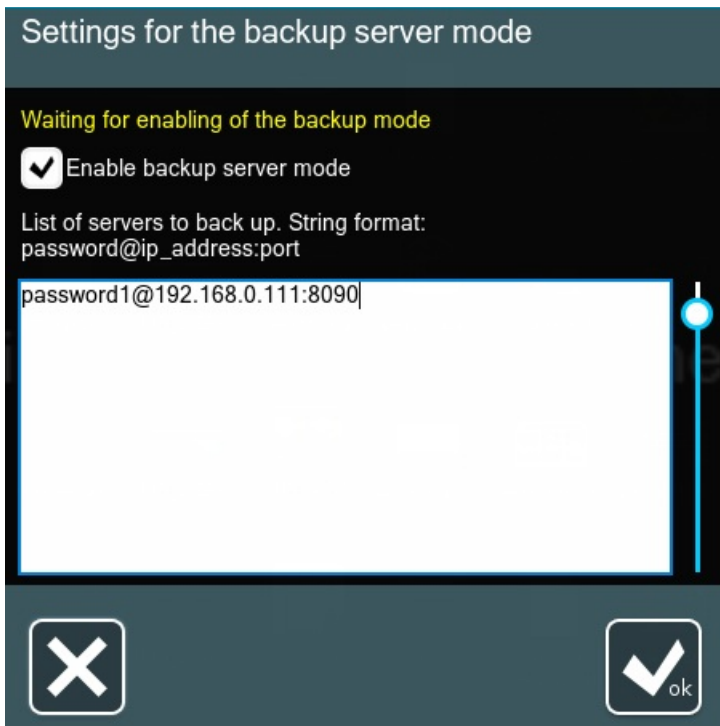 Settings for the backup server mode
Waiting for enabling of the backup mode
Enable backup server mode
List of servers to back up. String format:
password@ip_address:port
password1@192.168.0.111:8090
ok